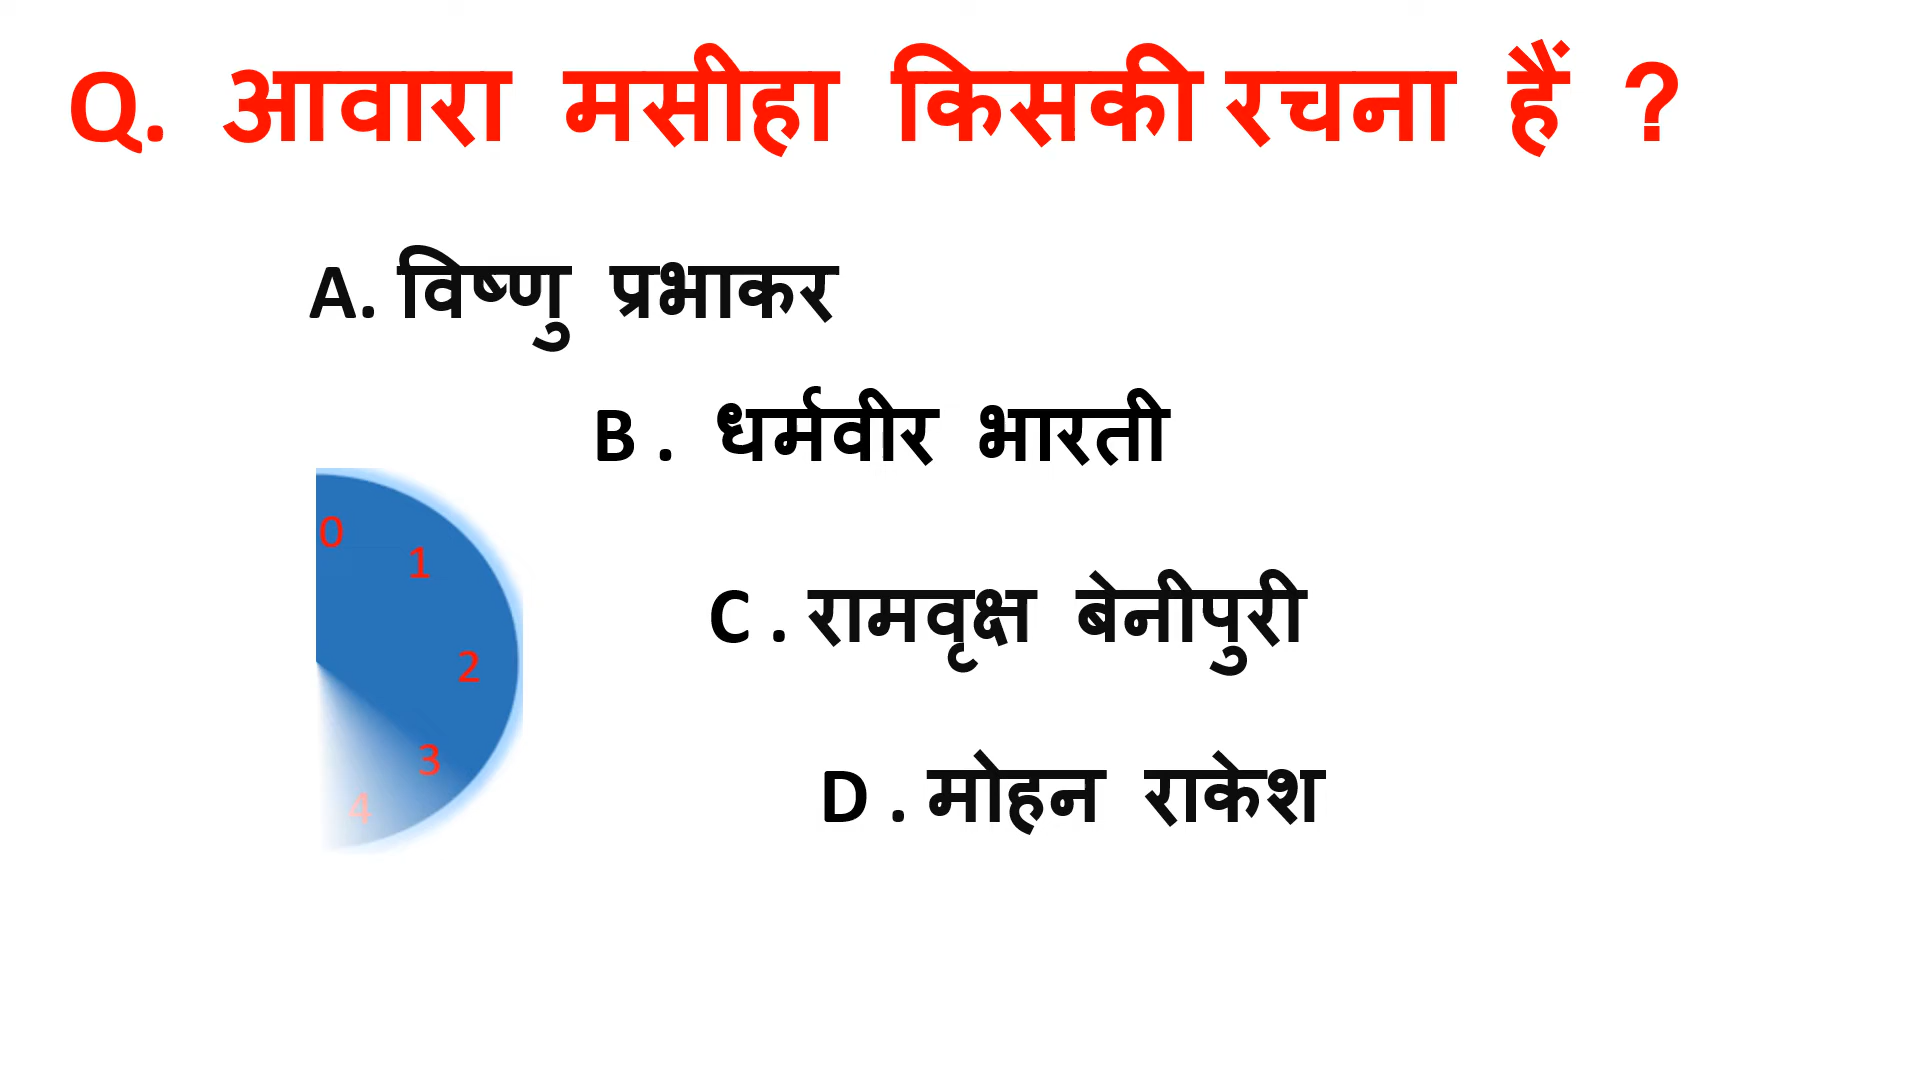 Q. आवारा मसीहा किसकी रचना हैं ?
A. विष्णु प्रभाकर
B . धर्मवीर भारती
0
1
C . रामवृक्ष बेनीपुरी
2
3
D . मोहन राकेश
4